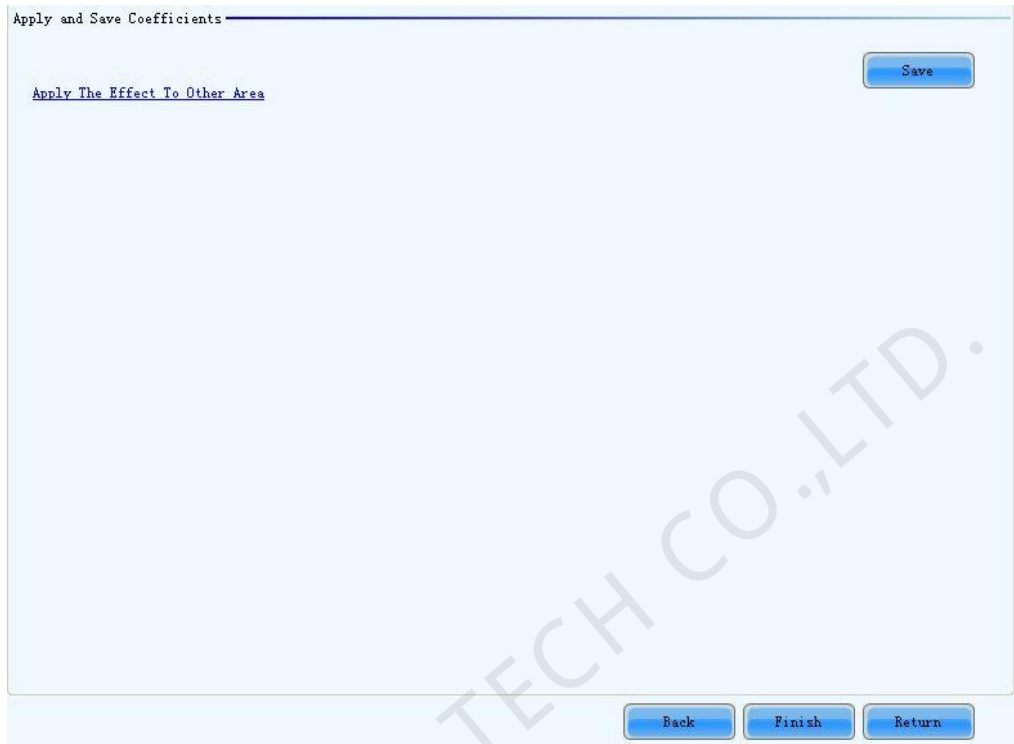 Apply and Save Coefficients
Save
Apply The Effect To Other Area
TECH CO.,LTD.
Back Finish Return